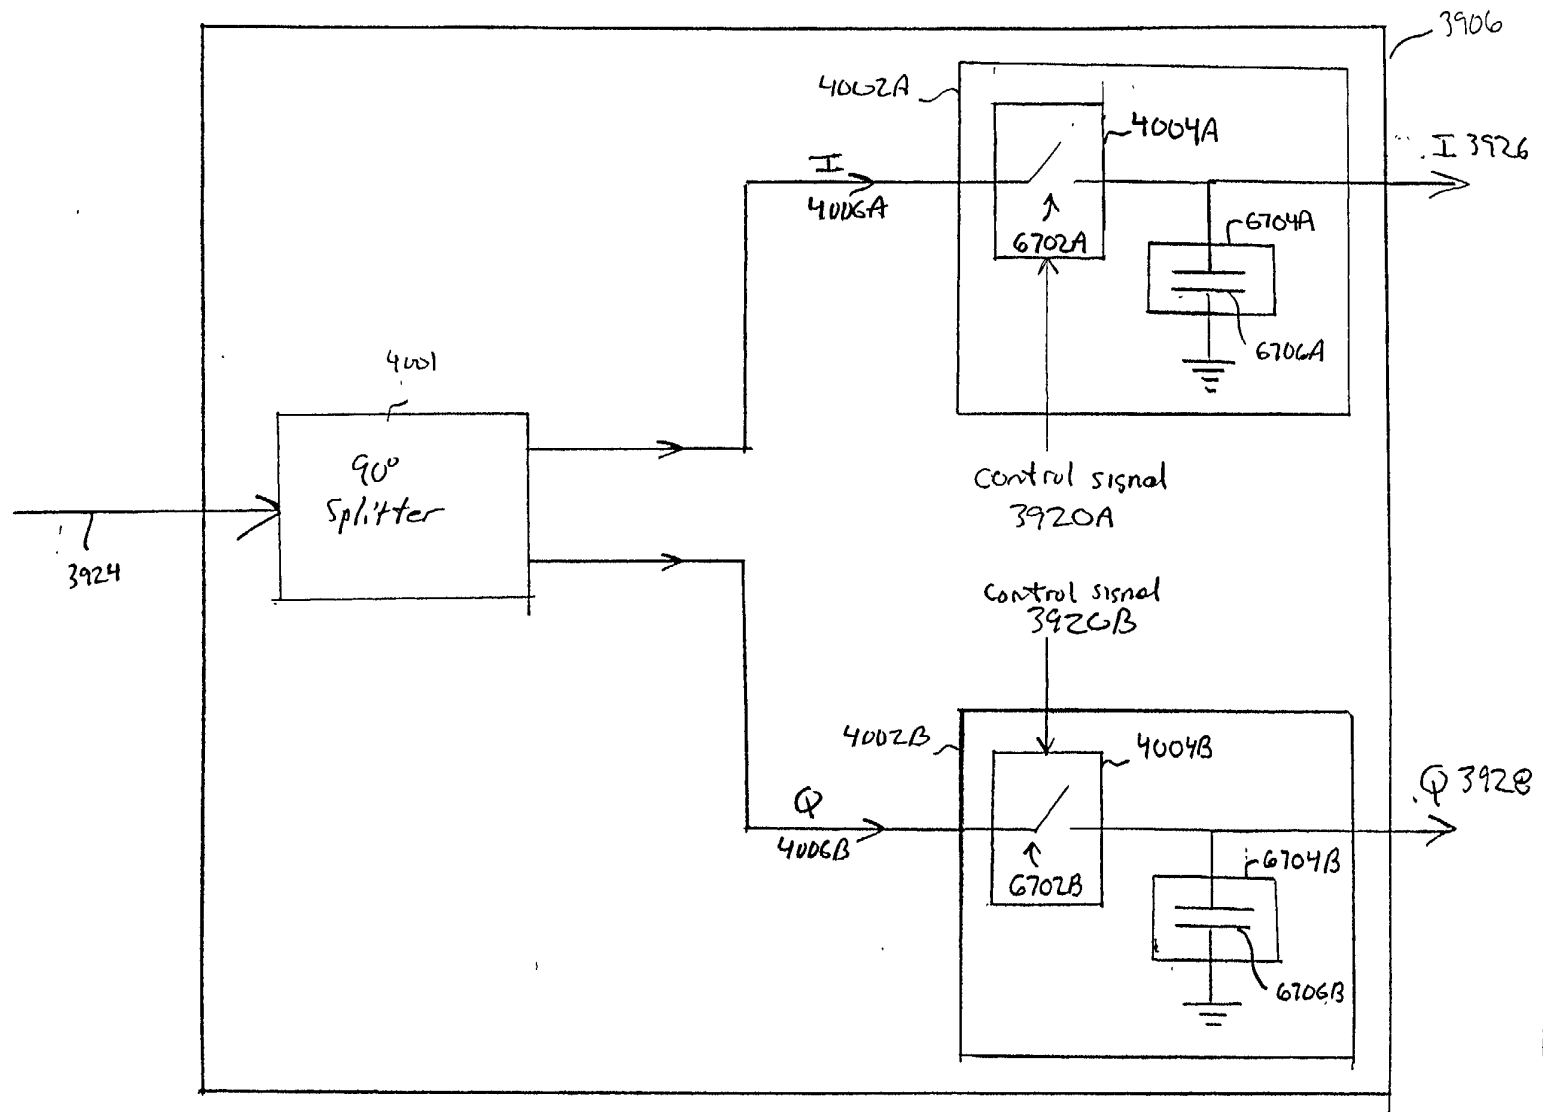 3906
4002A
4004A
I 3926
I
4006A
6702A
6704A
6706A
4001
90°
Splitter
3924
control signal
3920A
control signal
3920B
4002B
4004B
Q 3928
Q
4006B
6702B
6704B
6706B